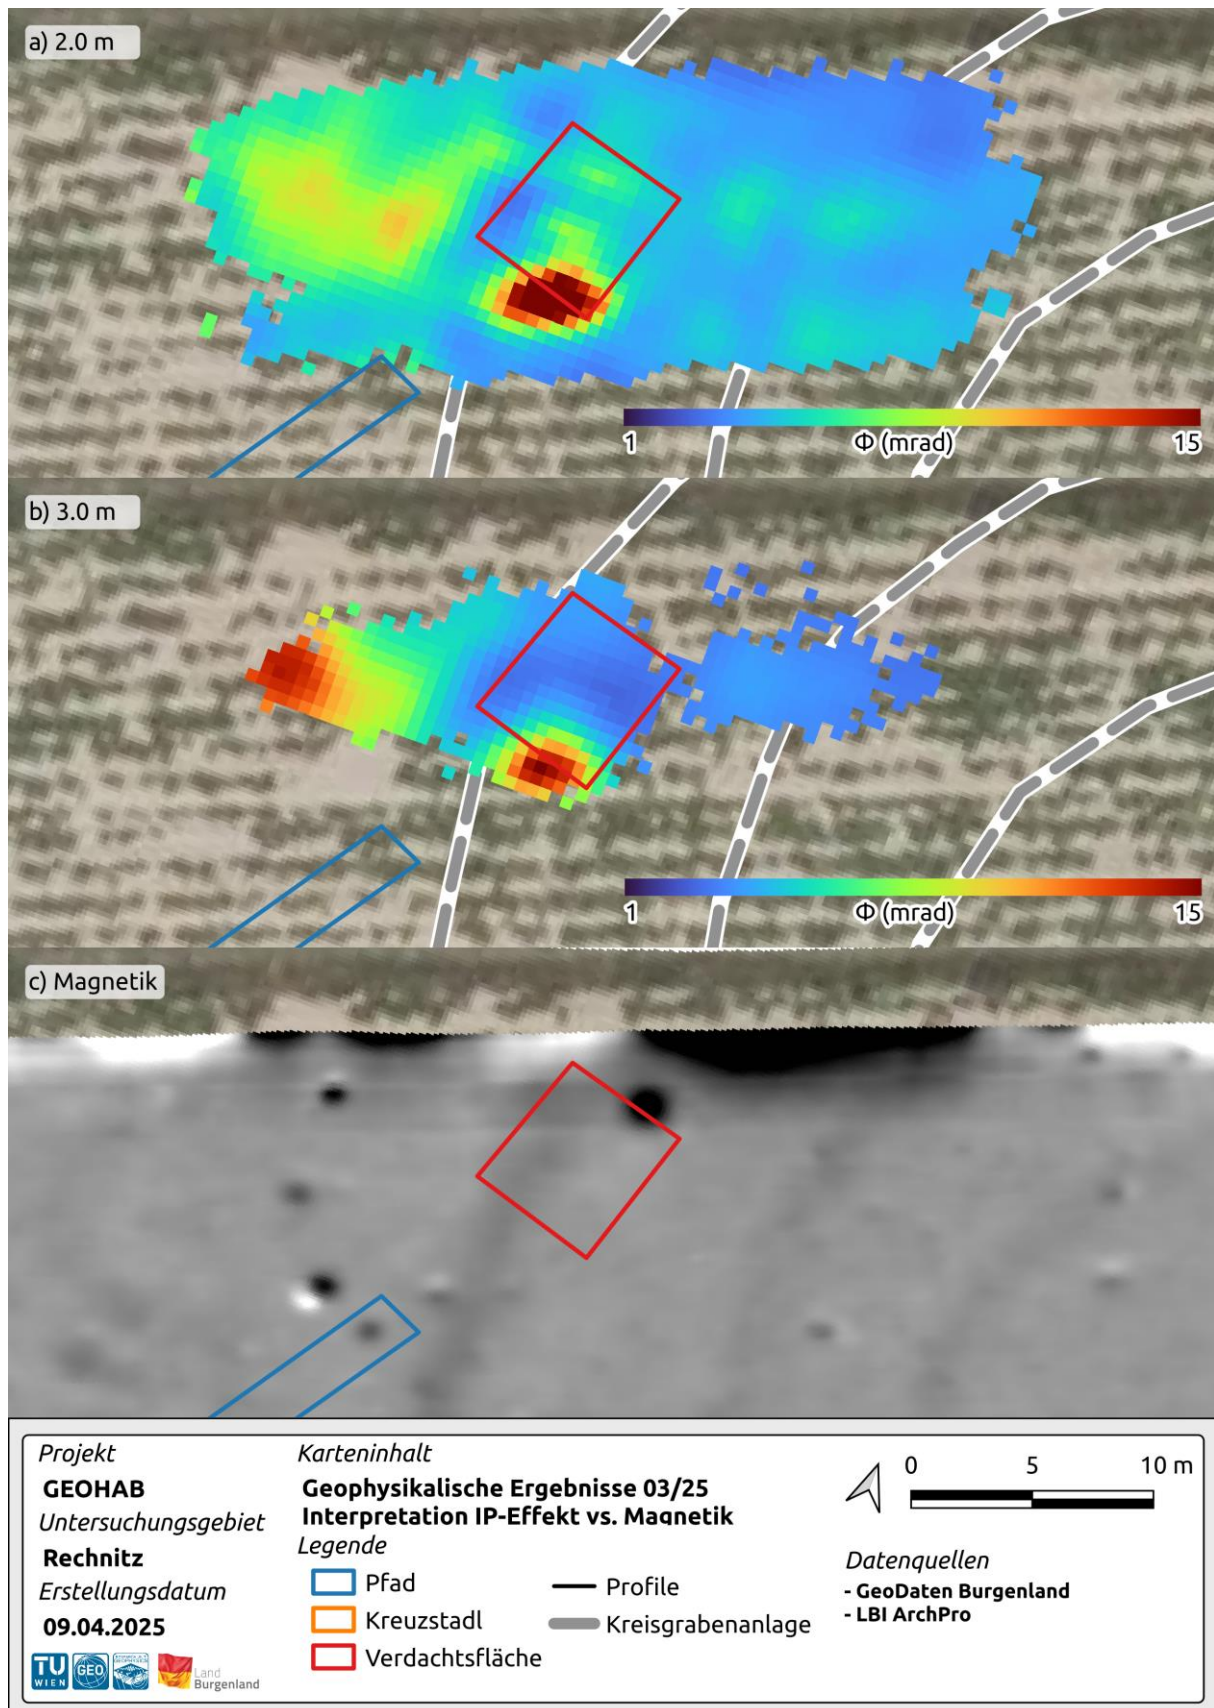 a) 2.0 m
1
Φ (mrad)
15
b) 3.0 m
1
Φ (mrad)
15
c) Magnetik
Projekt
GEOHAB
Untersuchungsgebiet
Rechnitz
Erstellungsdatum
09.04.2025
TU
WIEN
GEO
Land
Burgenland
Karteninhalt
Geophysikalische Ergebnisse 03/25
Interpretation IP-Effekt vs. Magnetik
Legende
Pfad
Kreuzstadl
Verdachtsfläche
Profile
Kreisgrabenanlage
0 5 10 m
Datenquellen
- GeoDaten Burgenland
- LBI ArchPro